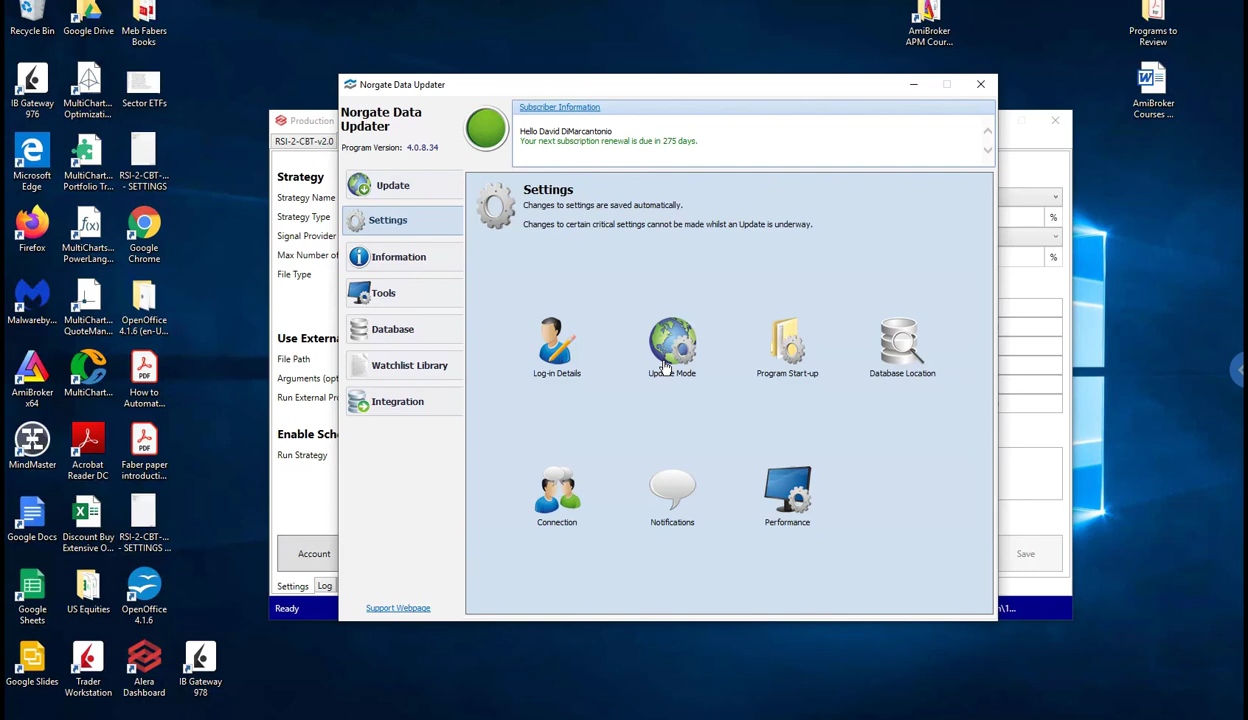 Recycle Bin
Google Drive
Meb Fabers
Books
AmiBroker
APM Cour...
Programs to
Review
IB Gateway
976
MultiChart...
Optimizati...
Sector ETFs
AmiBroker
Courses ...
Microsoft
Edge
MultiChart...
Portfolio Tr...
RSI-2-CBT-...
- SETTINGS
Firefox
MultiCharts
PowerLang...
Google
Chrome
Malwareby...
MultiCharts
QuoteMan...
OpenOffice
4.1.6 (en-U...
AmiBroker
x64
MultiChart...
How to
Automat...
MindMaster
Acrobat
Reader DC
Faber paper
introducti...
Google Docs
Discount Buy
Extensive O...
RSI-2-CBT-...
- SETTINGS ...
Google
Sheets
US Equities
OpenOffice
4.1.6
Google Slides
Trader
Workstation
Alera
Dashboard
IB Gateway
978
Production
RSI-2-CBT-v2.0
Strategy
Strategy Name
Strategy Type
Signal Provider
Max Number of
File Type
Use Extern
File Path
Arguments (opt
Run External Pr
Enable Sch
Run Strategy
Account
Settings
Log
Ready
%
%
Save
n\1...
Norgate Data Updater
Norgate Data
Updater
Program Version: 4.0.8.34
Subscriber Information
Hello David DiMarcantonio
Your next subscription renewal is due in 275 days.
Update
Settings
Information
Tools
Database
Watchlist Library
Integration
Support Webpage
Settings
Changes to settings are saved automatically.
Changes to certain critical settings cannot be made whilst an Update is underway.
Log-in Details
Update Mode
Program Start-up
Database Location
Connection
Notifications
Performance